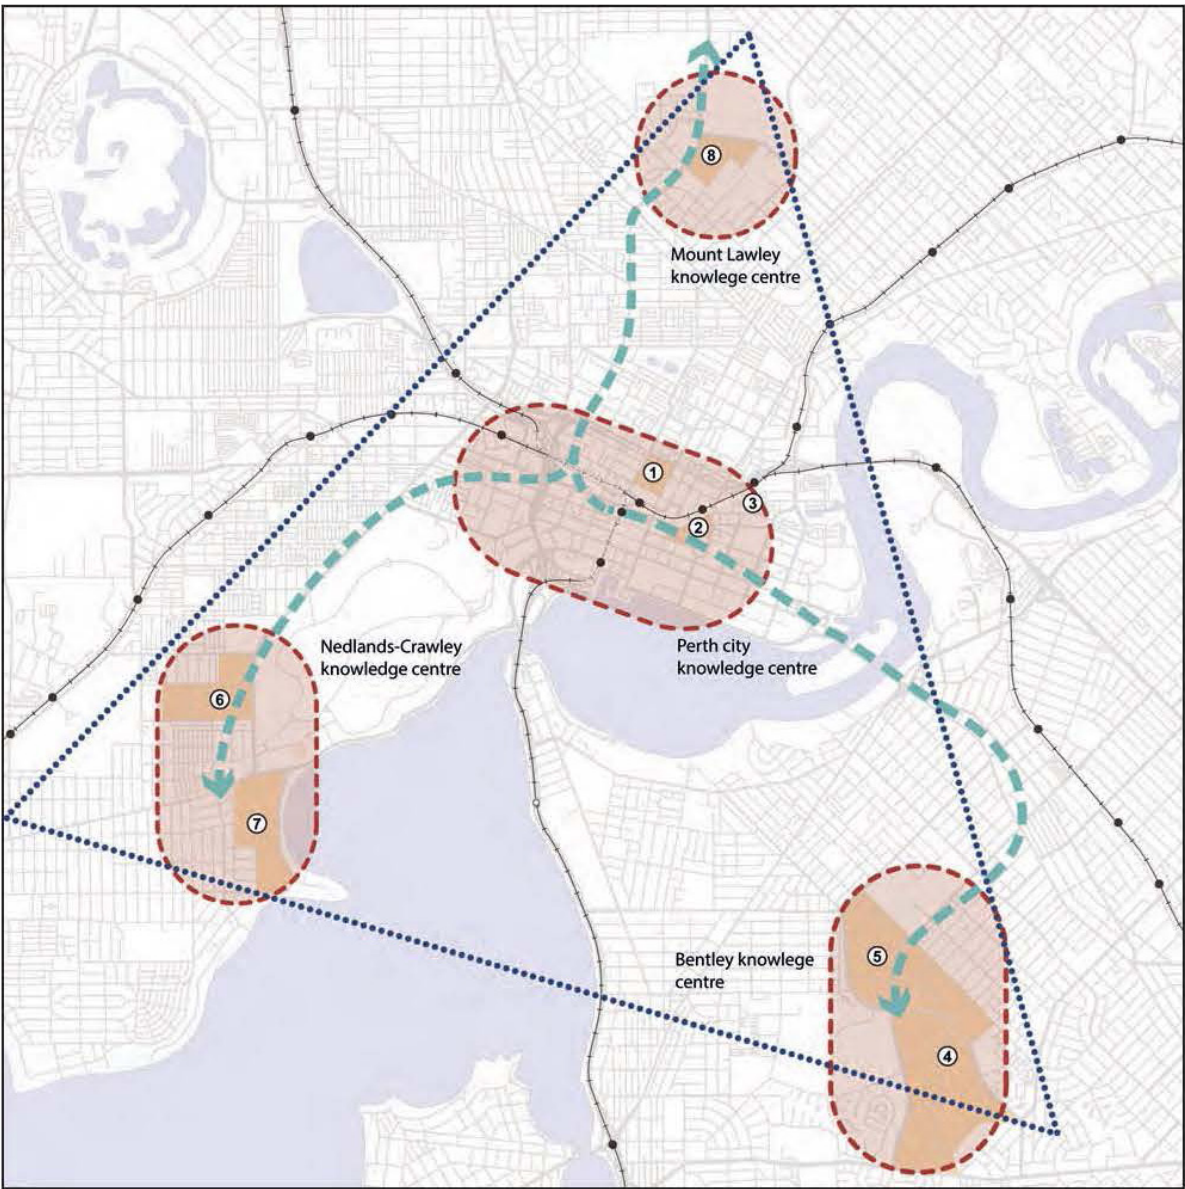 8
Mount Lawley
knowlege centre
1
3
2
Nedlands-Crawley
knowledge centre
Perth city
knowledge centre
6
7
Bentley knowlege
centre
5
4